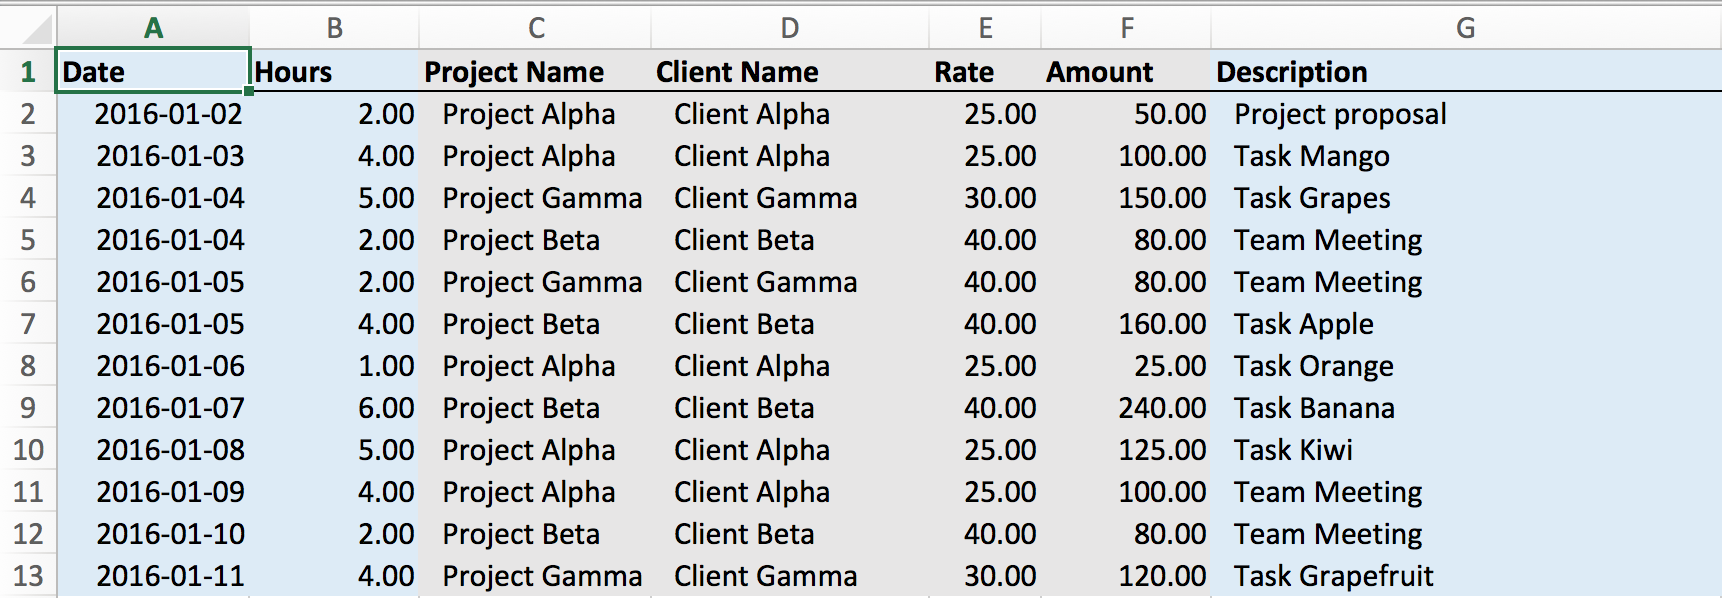 A B C D E F G
1 Date Hours Project Name Client Name Rate Amount Description
2 2016-01-02 2.00 Project Alpha Client Alpha 25.00 50.00 Project proposal
3 2016-01-03 4.00 Project Alpha Client Alpha 25.00 100.00 Task Mango
4 2016-01-04 5.00 Project Gamma Client Gamma 30.00 150.00 Task Grapes
5 2016-01-04 2.00 Project Beta Client Beta 40.00 80.00 Team Meeting
6 2016-01-05 2.00 Project Gamma Client Gamma 40.00 80.00 Team Meeting
7 2016-01-05 4.00 Project Beta Client Beta 40.00 160.00 Task Apple
8 2016-01-06 1.00 Project Alpha Client Alpha 25.00 25.00 Task Orange
9 2016-01-07 6.00 Project Beta Client Beta 40.00 240.00 Task Banana
10 2016-01-08 5.00 Project Alpha Client Alpha 25.00 125.00 Task Kiwi
11 2016-01-09 4.00 Project Alpha Client Alpha 25.00 100.00 Team Meeting
12 2016-01-10 2.00 Project Beta Client Beta 40.00 80.00 Team Meeting
13 2016-01-11 4.00 Project Gamma Client Gamma 30.00 120.00 Task Grapefruit